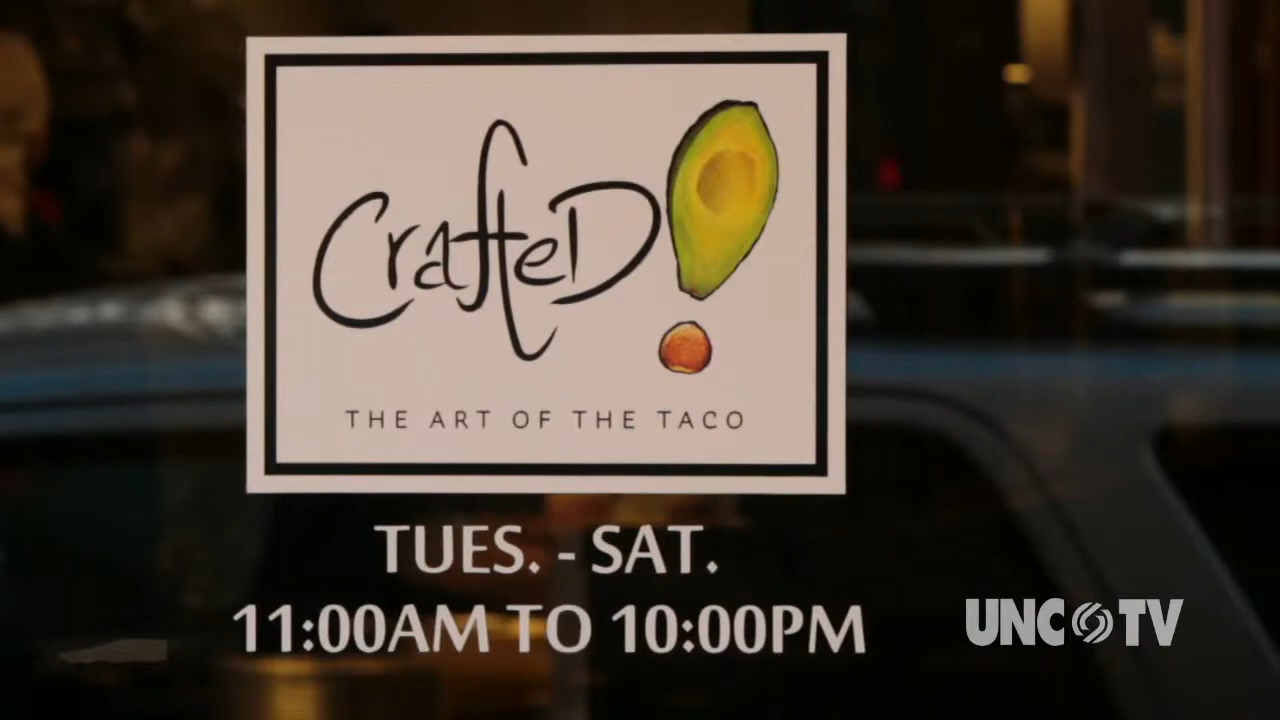 CrafteD!
THE ART OF THE TACO
TUES. - SAT.
11:00AM TO 10:00PM
UNC TV